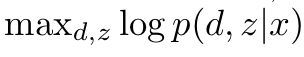 max_{d,z} log p(d, z|x)